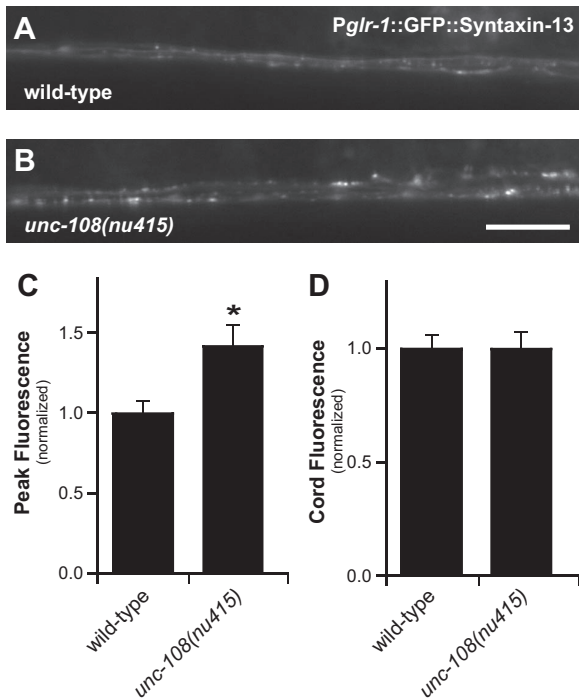 A
Pglr-1::GFP::Syntaxin-13
wild-type
B
unc-108(nu415)
C
Peak Fluorescence
(normalized)
1.5
1.0
0.5
0.0
*
wild-type
unc-108(nu415)
D
Cord Fluorescence
(normalized)
1.0
0.5
0.0
wild-type
unc-108(nu415)